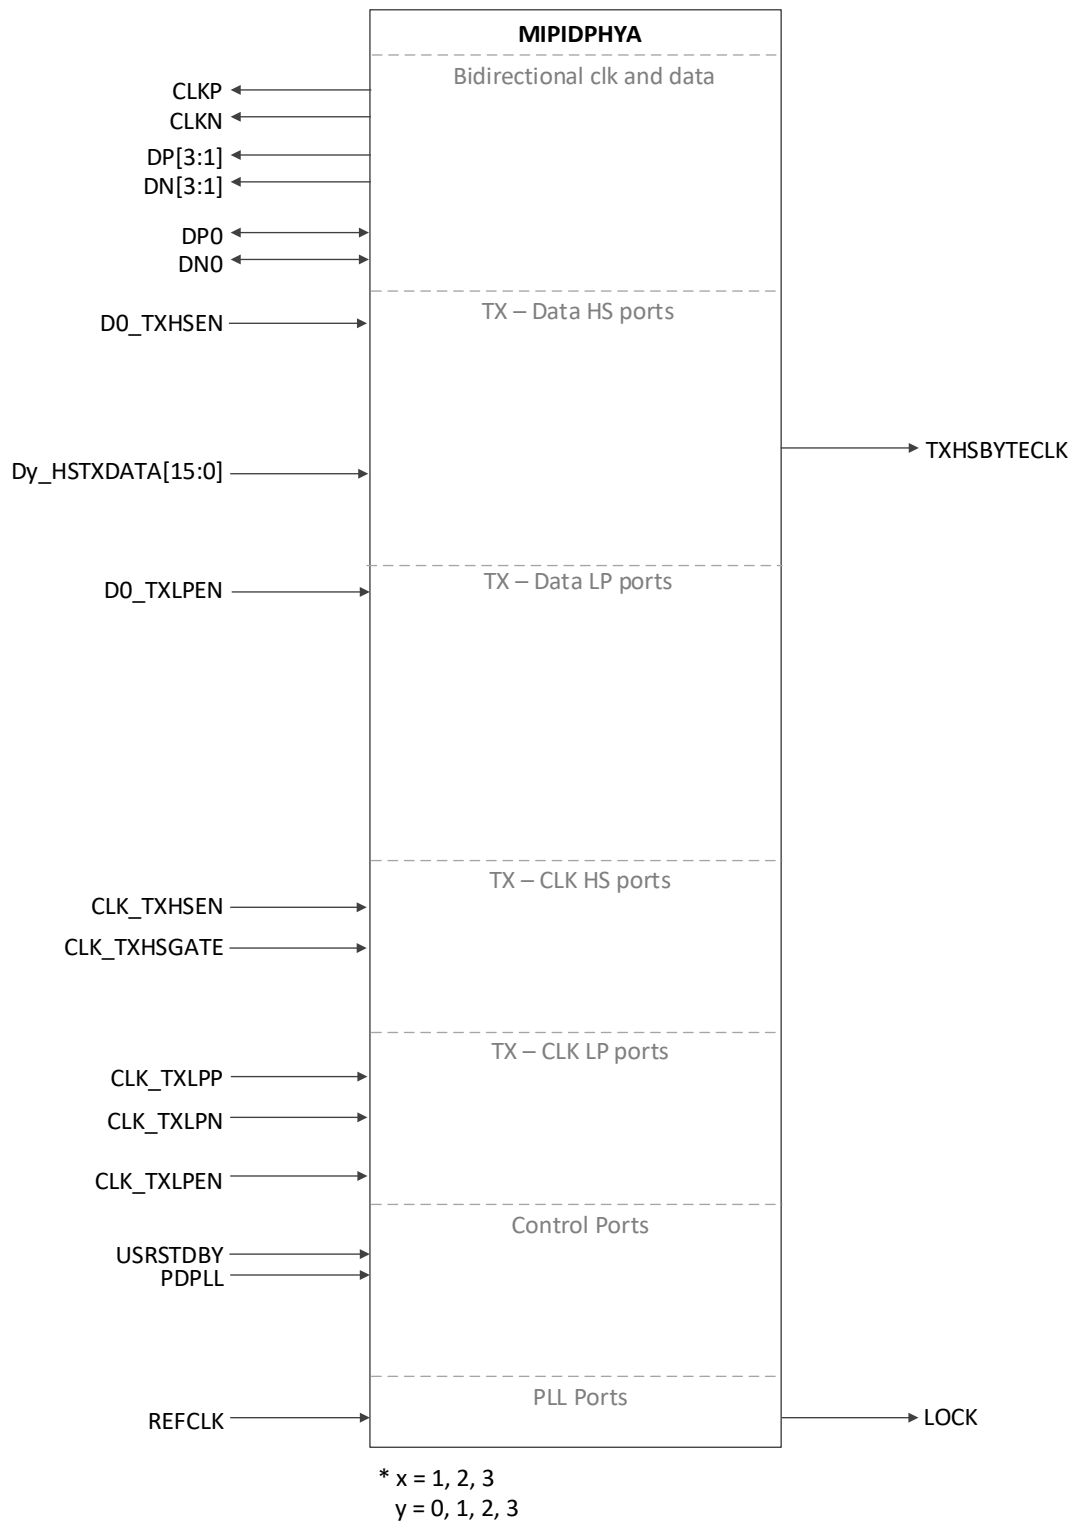 MIPIDPHYA
Bidirectional clk and data
CLKP
CLKN
DP[3:1]
DN[3:1]
DP0
DN0
TX – Data HS ports
D0_TXHSEN
TXHSBYTECLK
Dy_HSTXDATA[15:0]
TX – Data LP ports
D0_TXLPEN
TX – CLK HS ports
CLK_TXHSEN
CLK_TXHSGATE
TX – CLK LP ports
CLK_TXLPP
CLK_TXLPN
CLK_TXLPEN
Control Ports
USRSTDBY
PDPLL
PLL Ports
REFCLK
LOCK
* x = 1, 2, 3
y = 0, 1, 2, 3